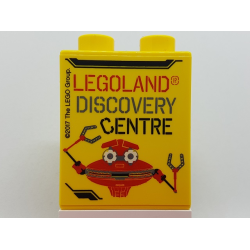 LEGOLAND®
DISCOVERY
CENTRE
©2017 The LEGO Group.